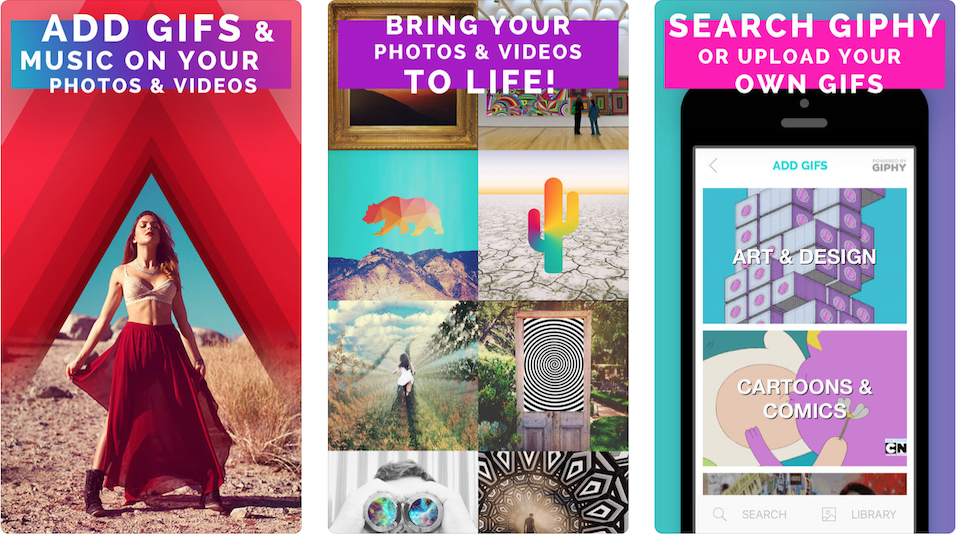 ADD GIFS &
MUSIC ON YOUR
PHOTOS & VIDEOS
BRING YOUR
PHOTOS & VIDEOS
TO LIFE!
SEARCH GIPHY
OR UPLOAD YOUR
OWN GIFS
ADD GIFS
POWERED BY
GIPHY
ART & DESIGN
CARTOONS &
COMICS
CN
SEARCH
LIBRARY